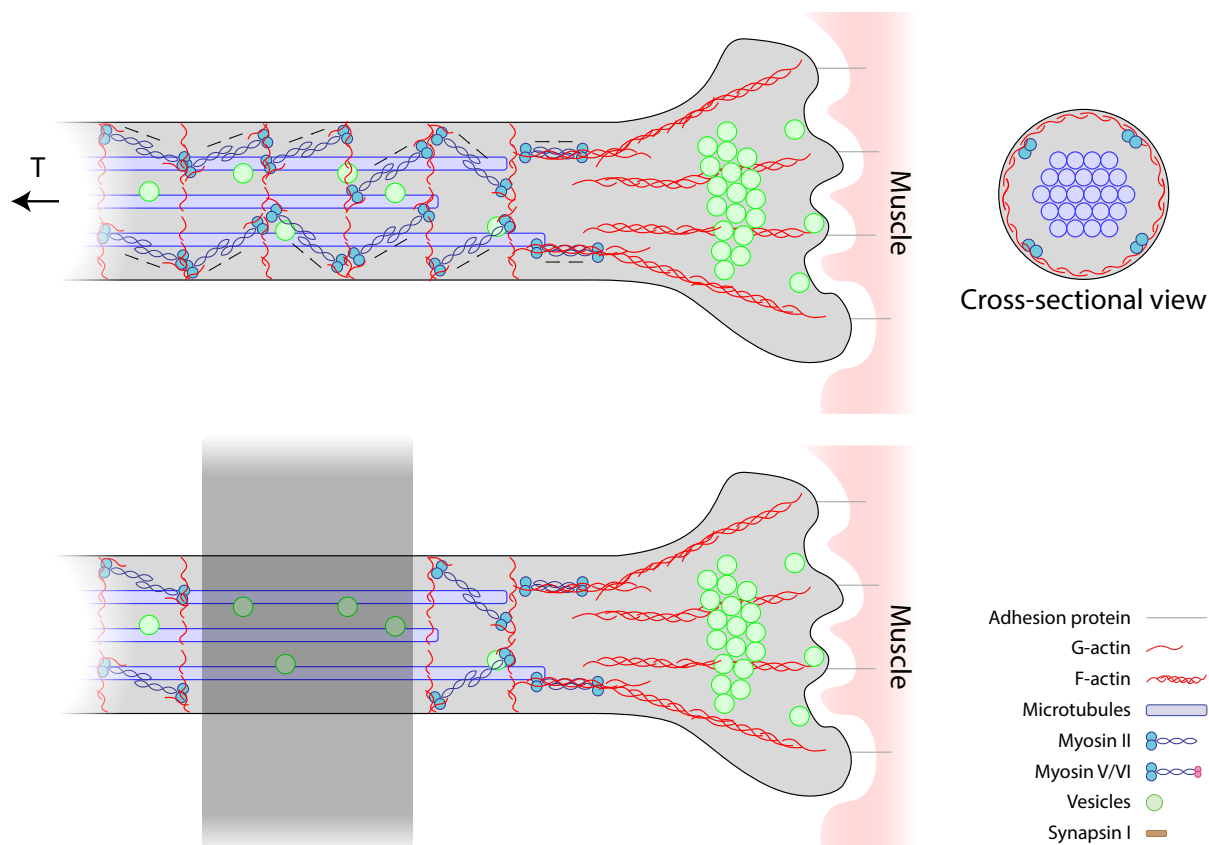 T
Muscle
Cross-sectional view
Muscle
Adhesion protein
G-actin
F-actin
Microtubules
Myosin II
Myosin V/VI
Vesicles
Synapsin I